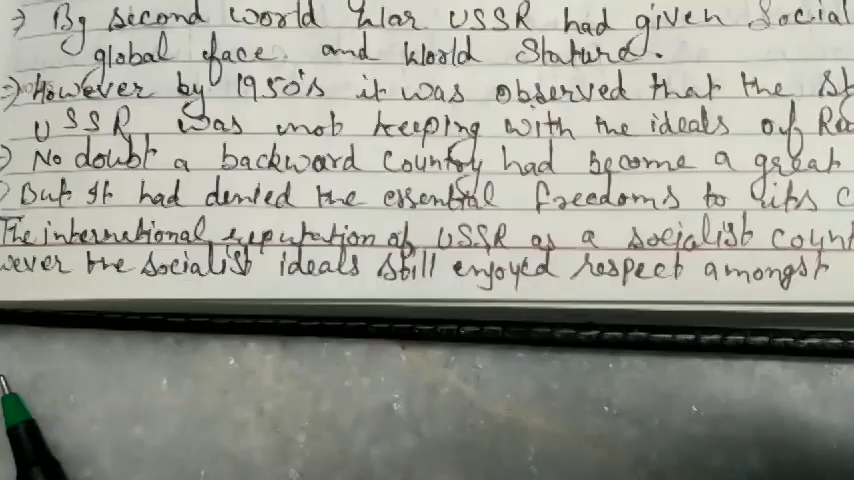 ⇒ By second world War USSR had given Social
global face and World Stature.
⇒ However by 1950's it was observed that the St
USSR was not keeping with the ideals of R
No doubt a backward country had become a great
But It had denied the essential freedoms to its C
The international reputation of USSR as a socialist count
wever the socialist ideals still enjoyed respect amongst